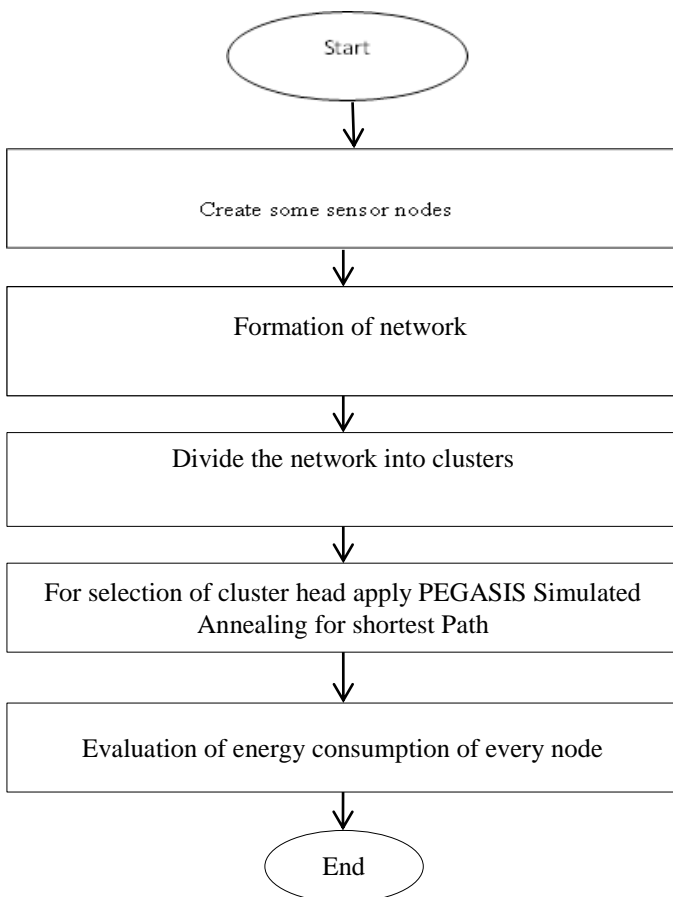 Start
Create some sensor nodes
Formation of network
Divide the network into clusters
For selection of cluster head apply PEGASIS Simulated
Annealing for shortest Path
Evaluation of energy consumption of every node
End